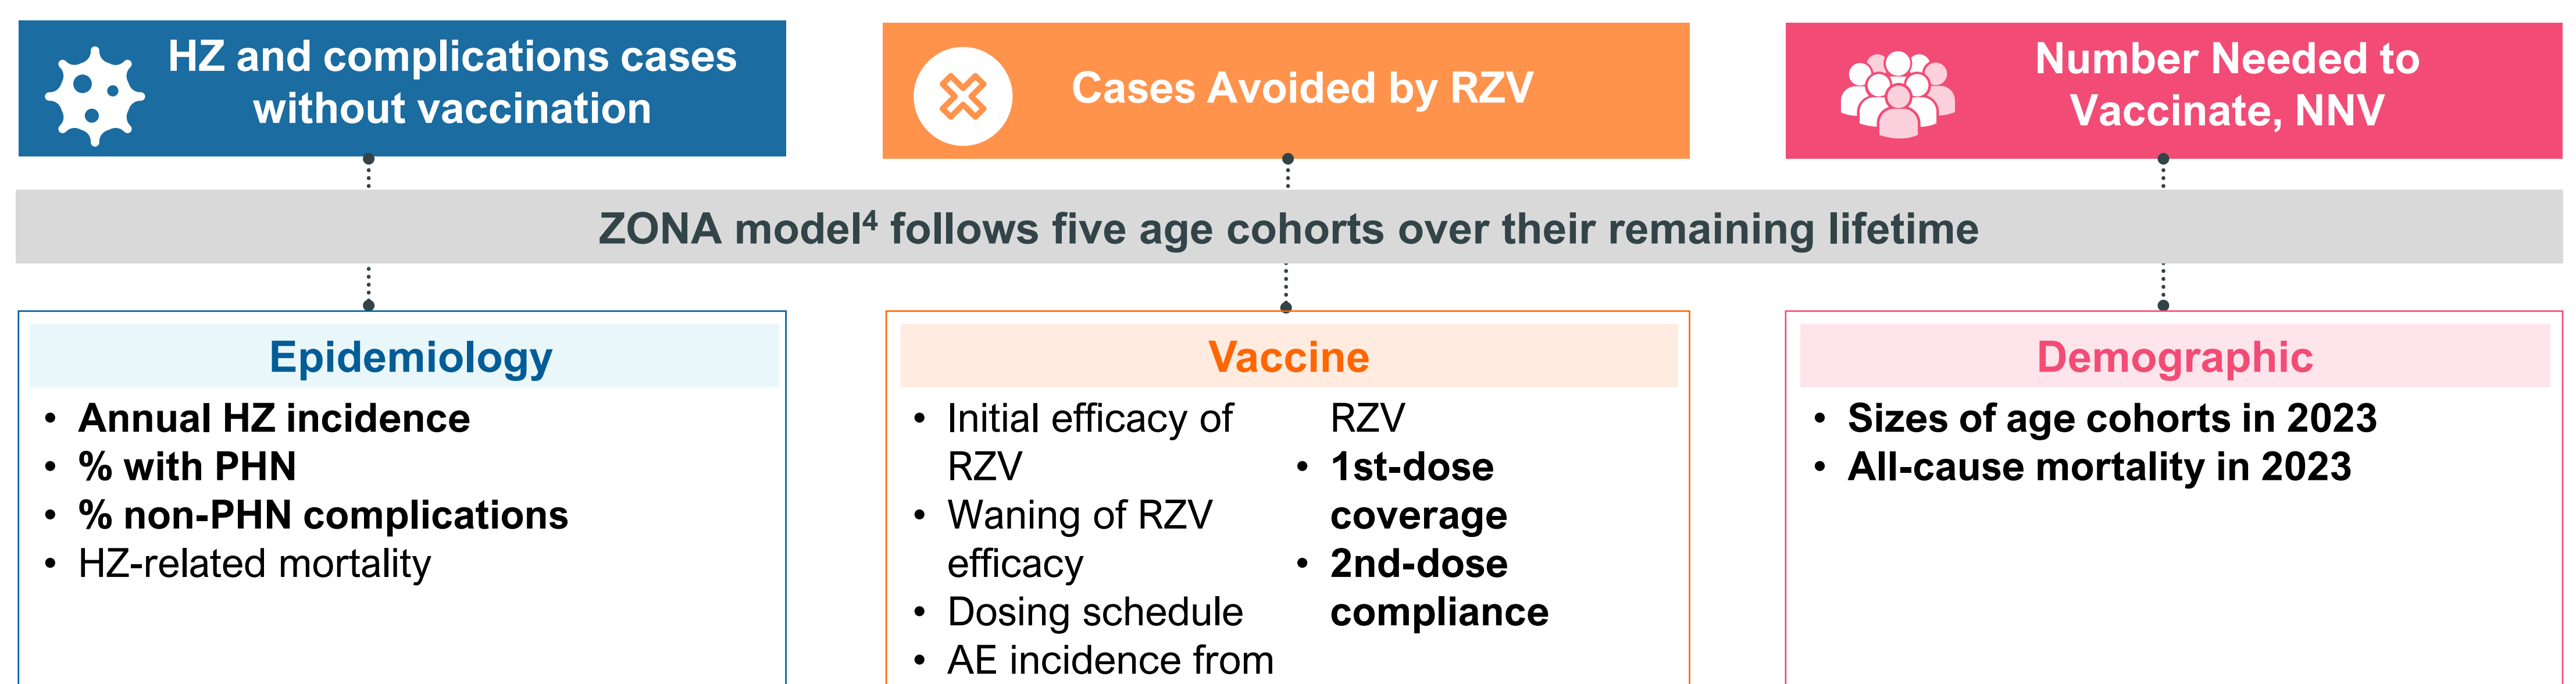 HZ and complications cases
without vaccination
Cases Avoided by RZV
Number Needed to
Vaccinate, NNV
ZONA model⁴ follows five age cohorts over their remaining lifetime
Epidemiology
• Annual HZ incidence
• % with PHN
• % non-PHN complications
• HZ-related mortality
Vaccine
• Initial efficacy of
RZV
• Waning of RZV
efficacy
• Dosing schedule
• AE incidence from
RZV
• 1st-dose
coverage
• 2nd-dose
compliance
Demographic
• Sizes of age cohorts in 2023
• All-cause mortality in 2023